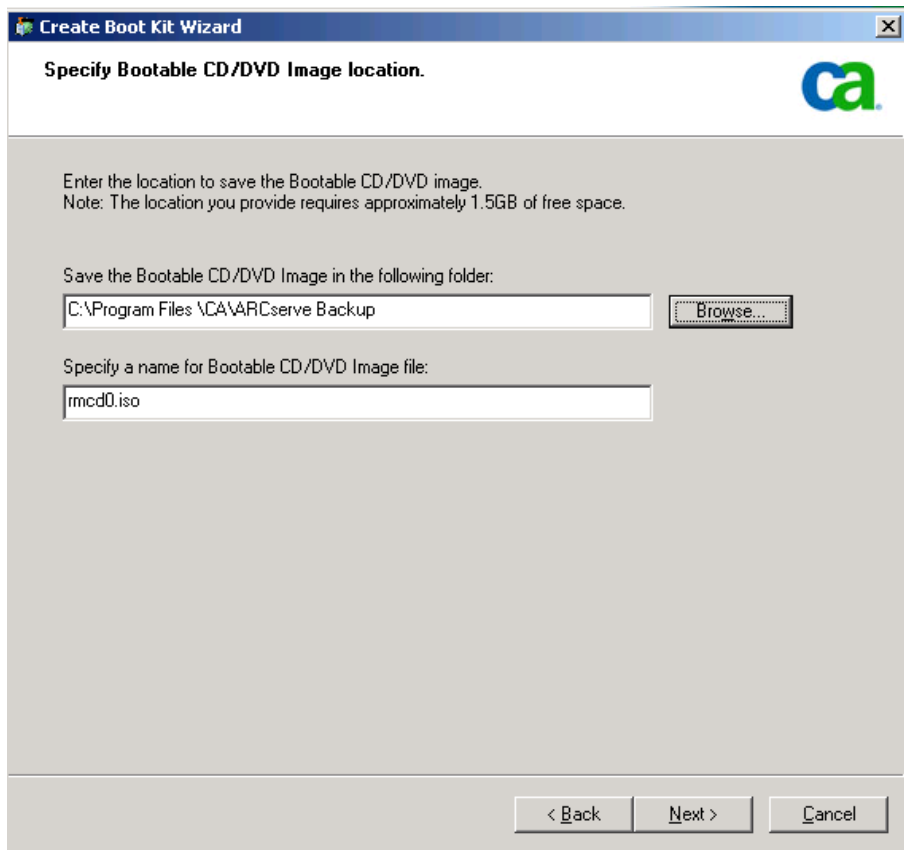 Create Boot Kit Wizard
Specify Bootable CD/DVD Image location.
ca
Enter the location to save the Bootable CD/DVD image.
Note: The location you provide requires approximately 1.5GB of free space.
Save the Bootable CD/DVD Image in the following folder:
C:\Program Files \CA\ARCserve Backup
Browse...
Specify a name for Bootable CD/DVD Image file:
rmcd0.iso
< Back
Next >
Cancel